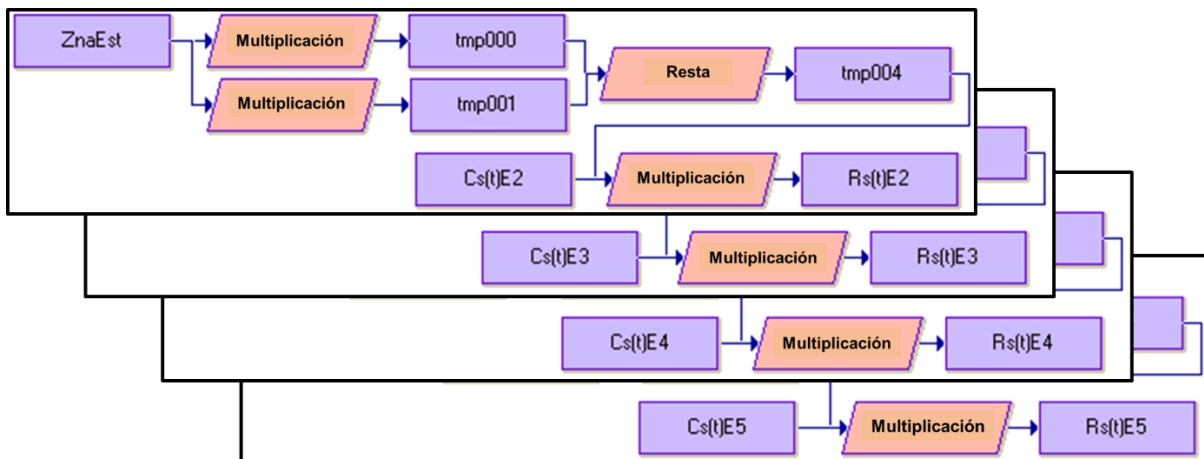 ZnaEst
Multiplicación
tmp000
Multiplicación
tmp001
Resta
tmp004
Cs(t)E2
Multiplicación
Rs(t)E2
Cs(t)E3
Multiplicación
Rs(t)E3
Cs(t)E4
Multiplicación
Rs(t)E4
Cs(t)E5
Multiplicación
Rs(t)E5